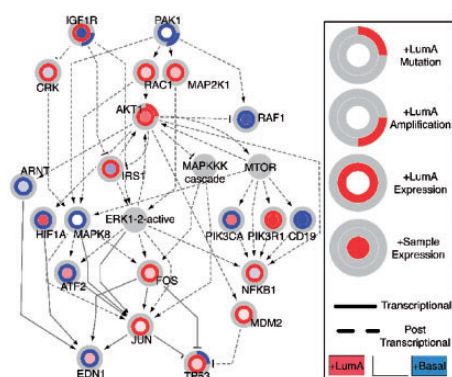 IGF1R
PAK1
CRK
RAC1
MAP2K1
AKT1
RAF1
ARNT
IRS1
MAPKKK
cascade
MTOR
HIF1A
MAPK8
ERK1-2-active
PIK3CA
PIK3R1
CD19
ATF2
FOS
NFKB1
JUN
MDM2
EDN1
TP53
+LumA
Mutation
+LumA
Amplification
+LumA
Expression
+Sample
Expression
Transcriptional
Post
Transcriptional
+LumA
+Basal